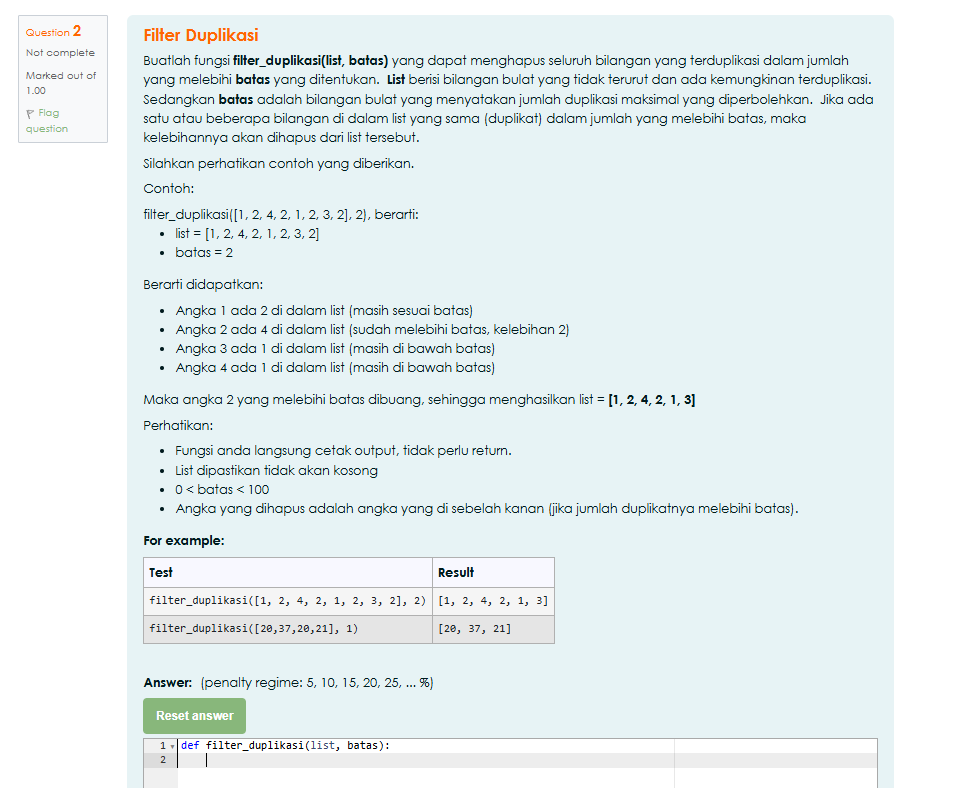 Question 2
Not complete
Marked out of
1.00
Flag
question
Filter Duplikasi
Buatlah fungsi filter_duplikasi(list, batas) yang dapat menghapus seluruh bilangan yang terduplikasi dalam jumlah
yang melebihi batas yang ditentukan. List berisi bilangan bulat yang tidak terurut dan ada kemungkinan terduplikasi.
Sedangkan batas adalah bilangan bulat yang menyatakan jumlah duplikasi maksimal yang diperbolehkan. Jika ada
satu atau beberapa bilangan di dalam list yang sama (duplikat) dalam jumlah yang melebihi batas, maka
kelebihannya akan dihapus dari list tersebut.
Silahkan perhatikan contoh yang diberikan.
Contoh:
filter_duplikasi([1, 2, 4, 2, 1, 2, 3, 2], 2), berarti:
• list = [1, 2, 4, 2, 1, 2, 3, 2]
• batas = 2
Berarti didapatkan:
• Angka 1 ada 2 di dalam list (masih sesuai batas)
• Angka 2 ada 4 di dalam list (sudah melebihi batas, kelebihan 2)
• Angka 3 ada 1 di dalam list (masih di bawah batas)
• Angka 4 ada 1 di dalam list (masih di bawah batas)
Maka angka 2 yang melebihi batas dibuang, sehingga menghasilkan list = [1, 2, 4, 2, 1, 3]
Perhatikan:
• Fungsi anda langsung cetak output, tidak perlu return.
• List dipastikan tidak akan kosong
• 0 < batas < 100
• Angka yang dihapus adalah angka yang di sebelah kanan (jika jumlah duplikatnya melebihi batas).
For example:
Test Result
filter_duplikasi([1, 2, 4, 2, 1, 2, 3, 2], 2) [1, 2, 4, 2, 1, 3]
filter_duplikasi([20,37,20,21], 1) [20, 37, 21]
Answer: (penalty regime: 5, 10, 15, 20, 25, ... %)
Reset answer
1 def filter_duplikasi(list, batas):
2